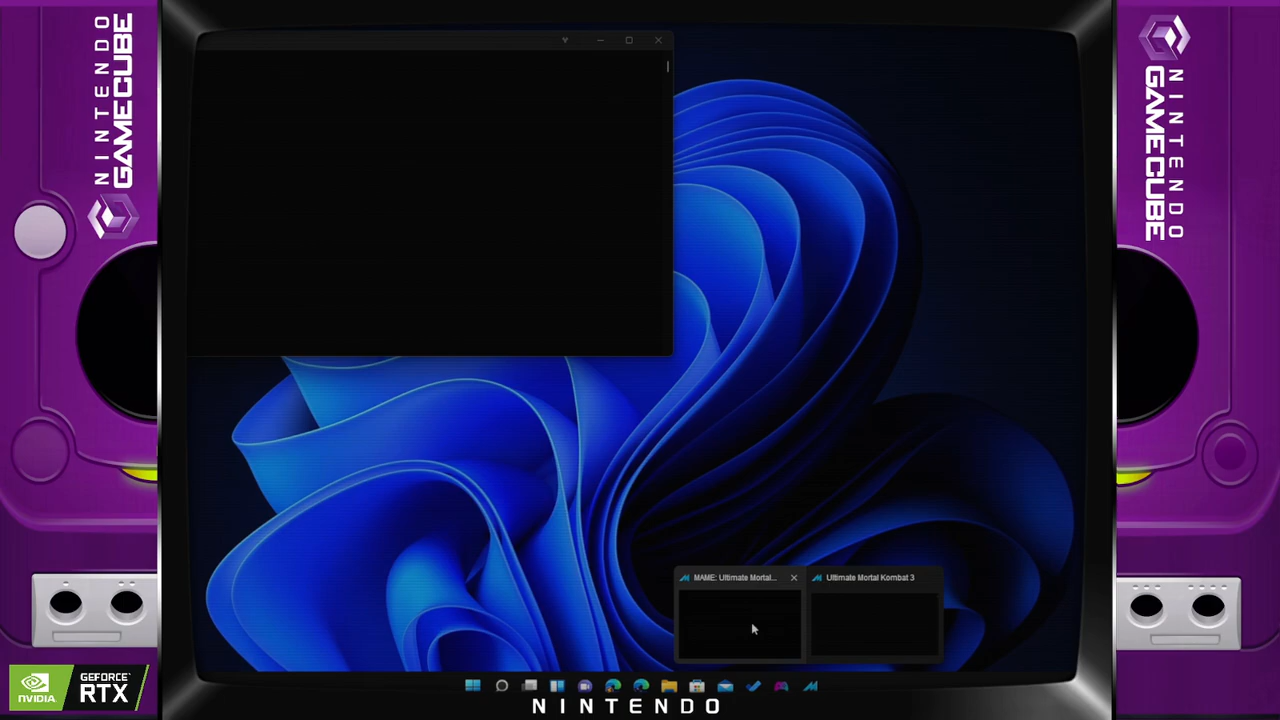 NINTENDO
GAMECUBE
NINTENDO
GAMECUBE
MAME: Ultimate Mortal...
Ultimate Mortal Kombat 3
NVIDIA.
GEFORCE
RTX
NINTENDO